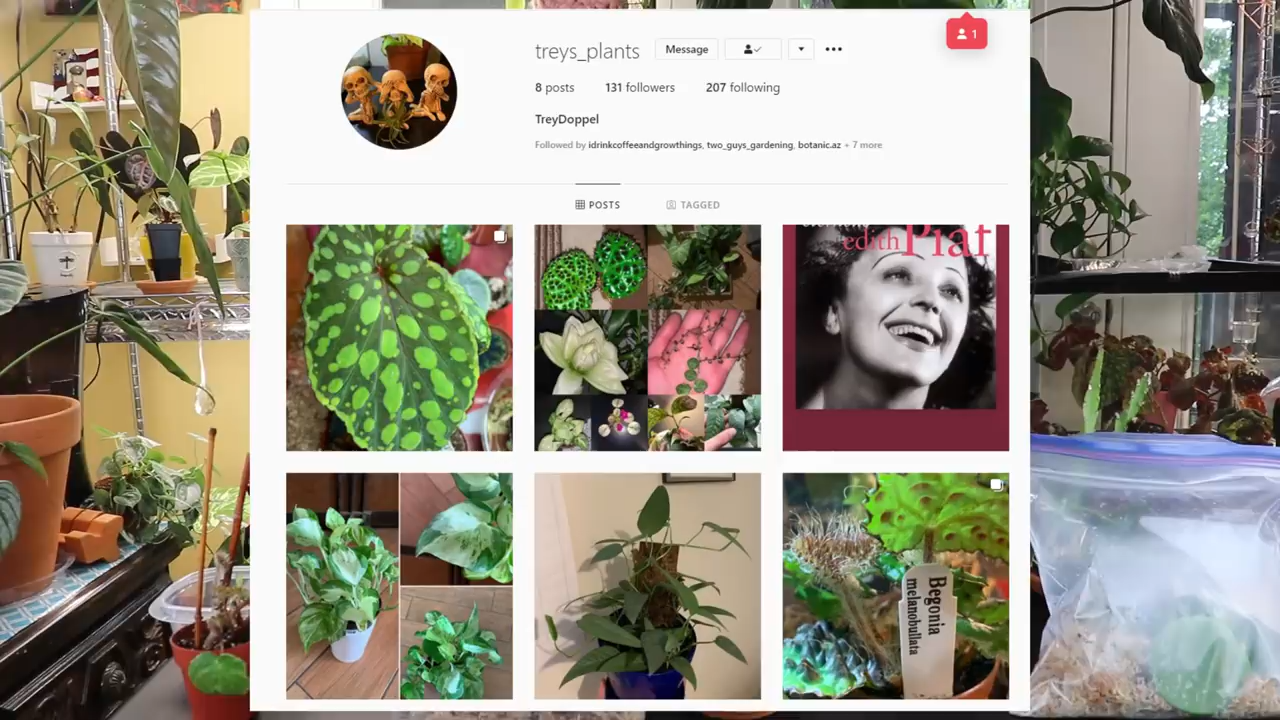 treys_plants Message
1
8 posts 131 followers 207 following
TreyDoppel
Followed by idrinkcoffeeandgrowthings, two_guys_gardening, botanic.az + 7 more
POSTS TAGGED
edith Piaf
Begonia
melanobullata